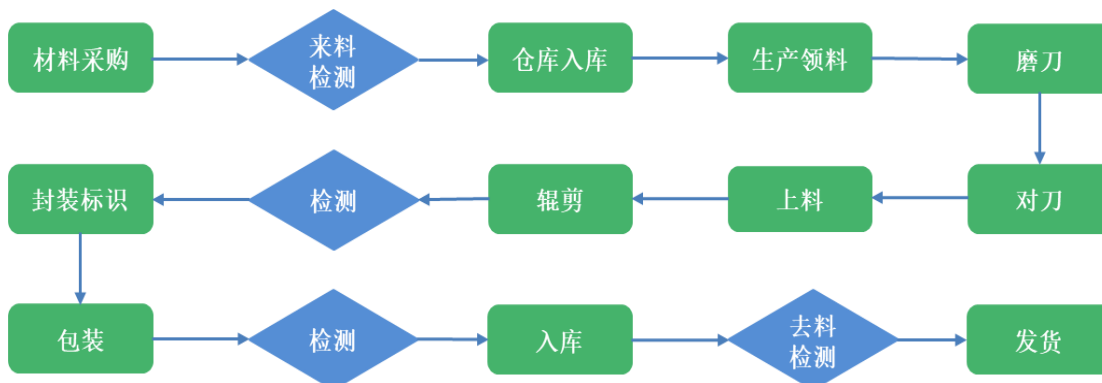 材料采购
来料
检测
仓库入库
生产领料
磨刀
对刀
上料
辊剪
检测
封装标识
包装
检测
入库
去料
检测
发货